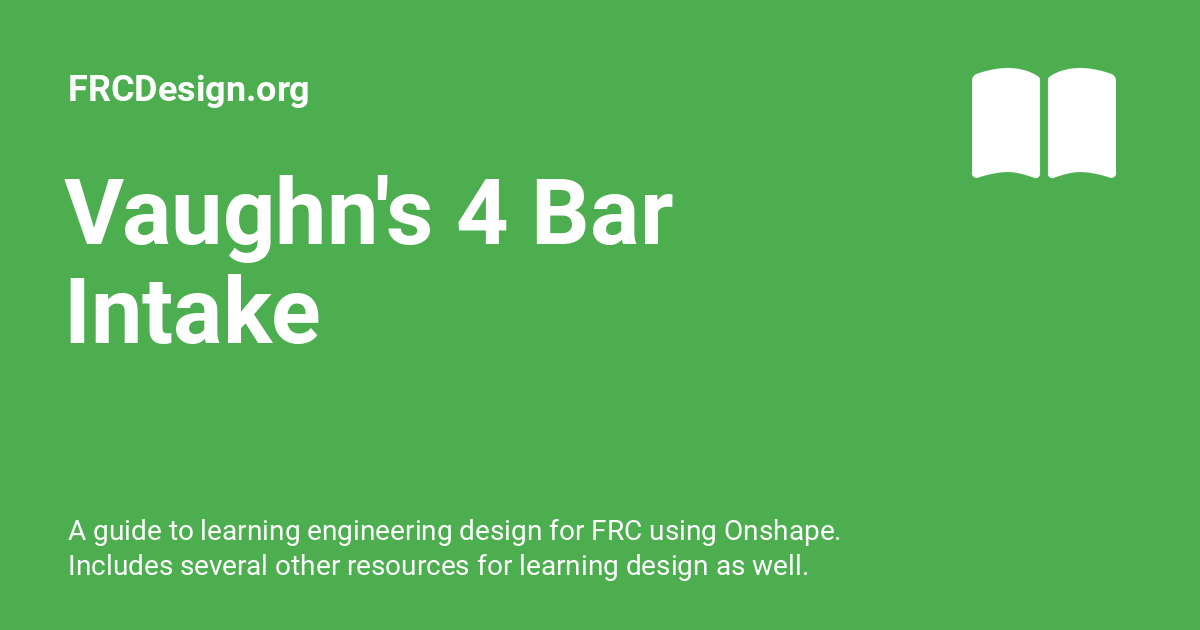 FRCDesign.org
Vaughn's 4 Bar
Intake
A guide to learning engineering design for FRC using Onshape.
Includes several other resources for learning design as well.